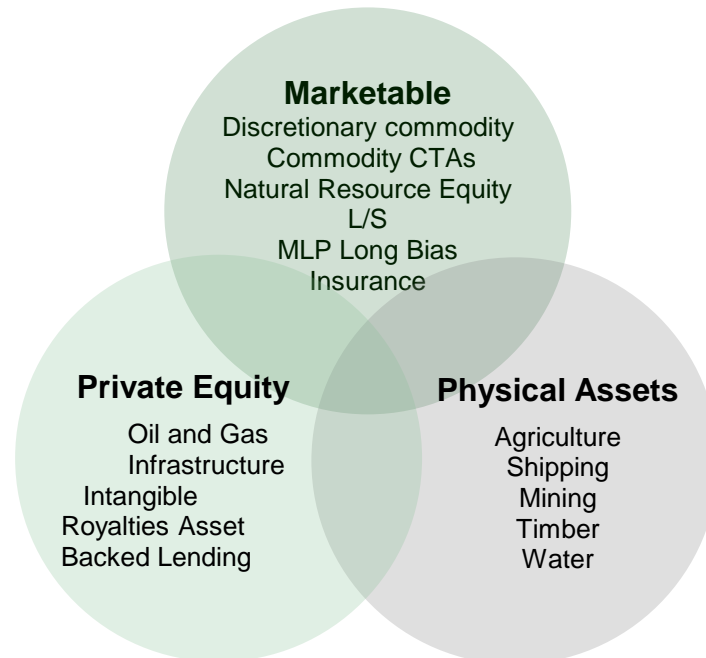 Marketable
Discretionary commodity
Commodity CTAs
Natural Resource Equity
L/S
MLP Long Bias
Insurance
Private Equity
Oil and Gas
Infrastructure
Intangible
Royalties Asset
Backed Lending
Physical Assets
Agriculture
Shipping
Mining
Timber
Water